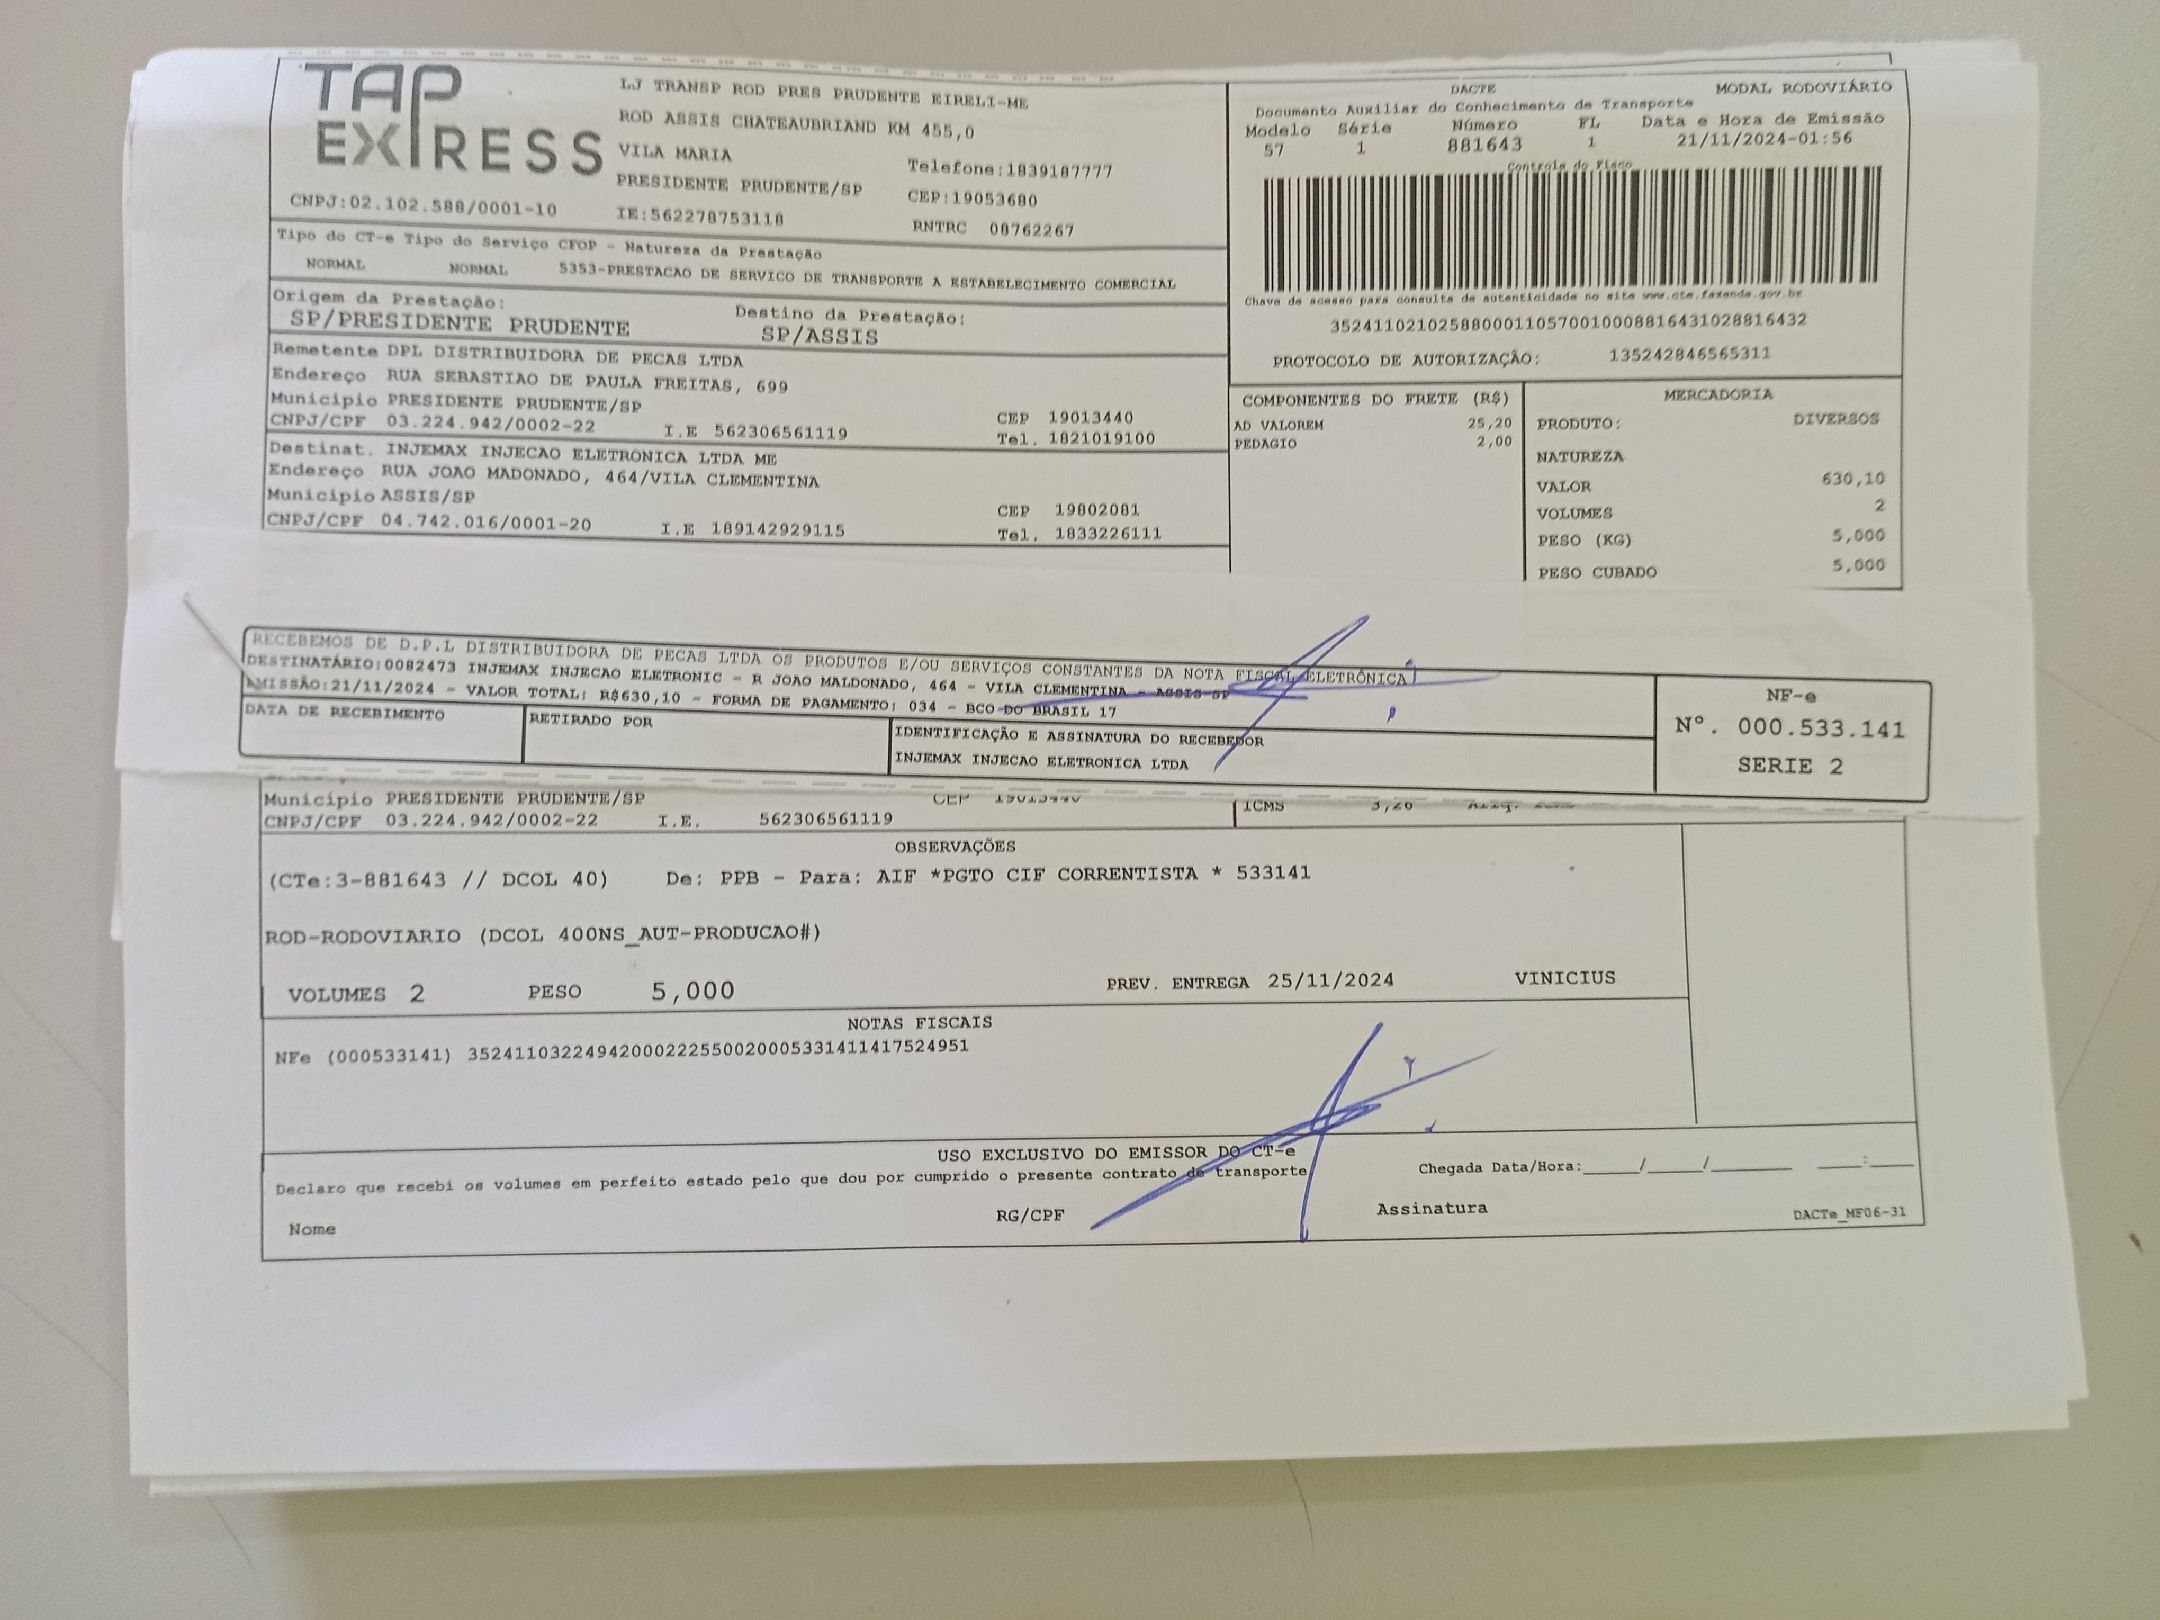 TAP EXPRESS
LJ TRANSP ROD PRES PRUDENTE EIRELI-ME
ROD ASSIS CHATEAUBRIAND KM 455,0
VILA MARIA
Telefone:1839187777
PRESIDENTE PRUDENTE/SP
CEP:19053680
CNPJ:02.102.588/0001-10
IE:562278753118
RNTRC 08762267
DACTE
MODAL RODOVIÁRIO
Documento Auxiliar do Conhecimento de Transporte
Modelo Série Número FL Data e Hora de Emissão
57 1 881643 1 21/11/2024-01:56
Controle do Fisco
Chave de acesso para consulta de autenticidade no site www.cte.fazenda.gov.br
35241102102588000110570010008816431028816432
PROTOCOLO DE AUTORIZAÇÃO: 135242846565311
Tipo do CT-e Tipo do Serviço CFOP - Natureza da Prestação
NORMAL NORMAL 5353-PRESTACAO DE SERVICO DE TRANSPORTE A ESTABELECIMENTO COMERCIAL
Origem da Prestação: Destino da Prestação:
SP/PRESIDENTE PRUDENTE SP/ASSIS
Remetente DPL DISTRIBUIDORA DE PECAS LTDA
Endereço RUA SEBASTIAO DE PAULA FREITAS, 699
Município PRESIDENTE PRUDENTE/SP CEP 19013440
CNPJ/CPF 03.224.942/0002-22 I.E 562306561119 Tel. 1821019100
Destinat. INJEMAX INJECAO ELETRONICA LTDA ME
Endereço RUA JOAO MADONADO, 464/VILA CLEMENTINA
Município ASSIS/SP CEP 19802081
CNPJ/CPF 04.742.016/0001-20 I.E 189142929115 Tel. 1833226111
COMPONENTES DO FRETE (R$)
AD VALOREM 25,20
PEDAGIO 2,00
MERCADORIA
PRODUTO: DIVERSOS
NATUREZA
VALOR 630,10
VOLUMES 2
PESO (KG) 5,000
PESO CUBADO 5,000
RECEBEMOS DE D.P.L DISTRIBUIDORA DE PECAS LTDA OS PRODUTOS E/OU SERVIÇOS CONSTANTES DA NOTA FISCAL ELETRÔNICA
DESTINATÁRIO:0082473 INJEMAX INJECAO ELETRONIC - R JOAO MALDONADO, 464 - VILA CLEMENTINA - ASSIS-SP
EMISSÃO:21/11/2024 - VALOR TOTAL: R$630,10 - FORMA DE PAGAMENTO: 034 - BCO DO BRASIL 17
DATA DE RECEBIMENTO
RETIRADO POR
IDENTIFICAÇÃO E ASSINATURA DO RECEBEDOR
INJEMAX INJECAO ELETRONICA LTDA
NF-e
Nº. 000.533.141
SERIE 2
Município PRESIDENTE PRUDENTE/SP CEP
ICMS
CNPJ/CPF 03.224.942/0002-22 I.E. 562306561119
OBSERVAÇÕES
(CTe:3-881643 // DCOL 40) De: PPB - Para: AIF *PGTO CIF CORRENTISTA * 533141
ROD-RODOVIARIO (DCOL 400NS_AUT-PRODUCAO#)
VOLUMES 2 PESO 5,000 PREV. ENTREGA 25/11/2024 VINICIUS
NOTAS FISCAIS
NFe (000533141) 35241103224942000222550020005331411417524951
USO EXCLUSIVO DO EMISSOR DO CT-e
Declaro que recebi os volumes em perfeito estado pelo que dou por cumprido o presente contrato de transporte
Chegada Data/Hora:____/____/______ ___:___
Nome RG/CPF Assinatura
DACTe_MF06-31